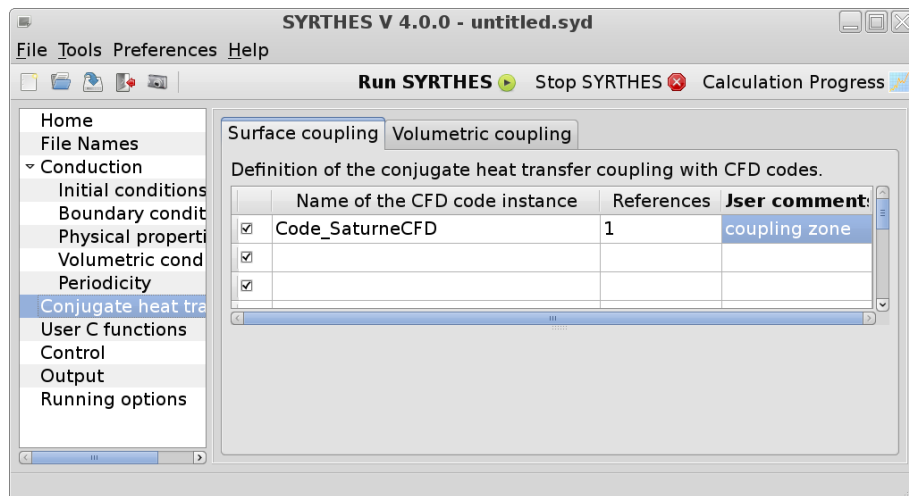 SYRTHES V 4.0.0 - untitled.syd
File Tools Preferences Help
Run SYRTHES Stop SYRTHES Calculation Progress
Home
File Names
Conduction
Initial conditions
Boundary condit
Physical properti
Volumetric cond
Periodicity
Conjugate heat tra
User C functions
Control
Output
Running options
Surface coupling Volumetric coupling
Definition of the conjugate heat transfer coupling with CFD codes.
Name of the CFD code instance References Jser comment
Code_SaturneCFD 1 coupling zone